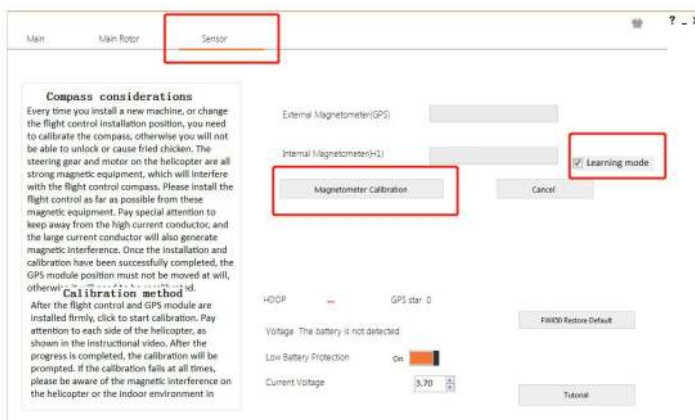 ? _
Main
Main Rotor
Sensor
Compass considerations
Every time you install a new machine, or change
the flight control installation position, you need
to calibrate the compass, otherwise you will not
be able to unlock or cause fried chicken. The
steering gear and motor on the helicopter are all
strong magnetic equipment, which will interfere
with the flight control compass. Please install the
flight control as far as possible from these
magnetic equipment. Pay special attention to
keep away from the high current conductor, and
the large current conductor will also generate
magnetic interference. Once the installation and
calibration have been successfully completed, the
GPS module position must not be moved at will,
Calibration method
After the flight control and GPS module are
installed firmly, click to start calibration. Pay
attention to each side of the helicopter, as
shown in the instructional video. After the
progress is completed, the calibration will be
prompted. If the calibration fails at all times,
please be aware of the magnetic interference on
the helicopter or the indoor environment in
External Magnetometer(GPS)
Internal Magnetometer(H1)
Learning mode
Magnetometer Calibration
Cancel
HDOP --
GPS star 0
Voltage The battery is not detected
FW450 Restore Default
Low Battery Protection On
Current Voltage 3.70
Tutorial